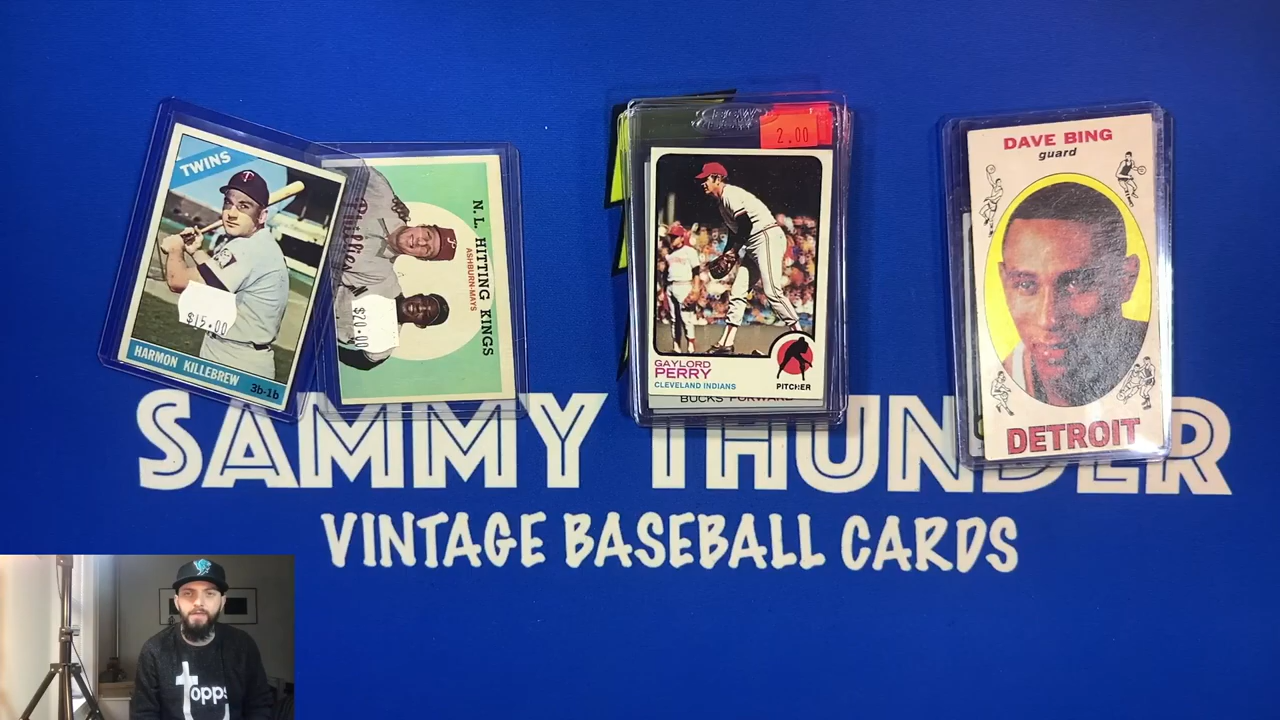 TWINS
$15.00
HARMON KILLEBREW
3b-1b
N. L. HITTING KINGS
ASHBURN-MAYS
Phillies
$20.00
2.00
GAYLORD
PERRY
CLEVELAND INDIANS
PITCHER
BUCKS FORWARD
DAVE BING
guard
DETROIT
SAMMY THUNDER
VINTAGE BASEBALL CARDS
topps